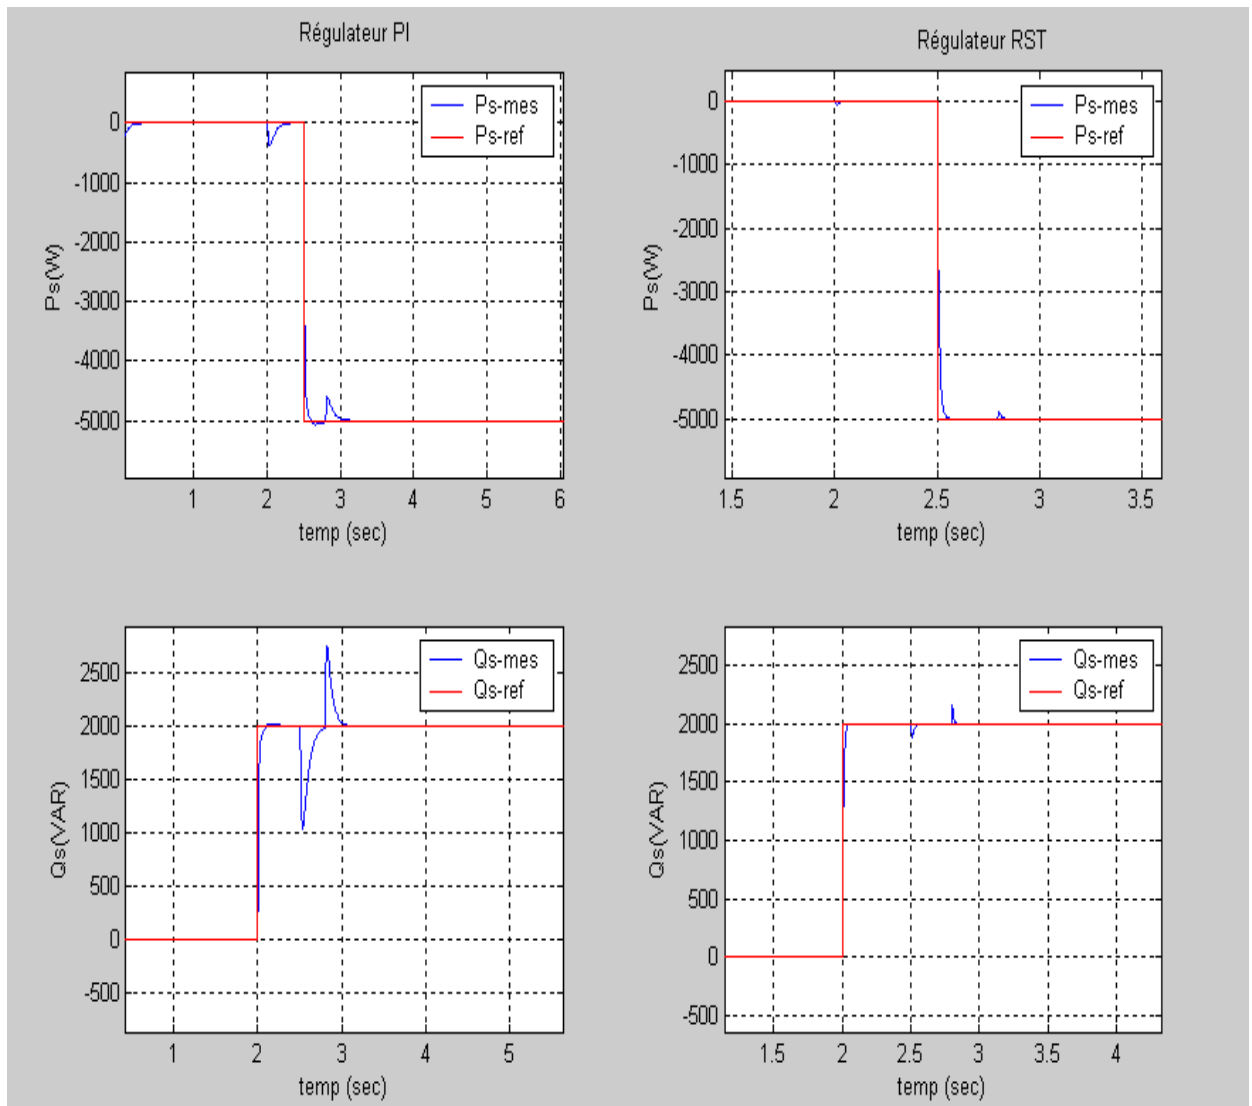 Régulateur PI
Régulateur RST
Ps-mes
Ps-ref
0
-1000
-2000
-3000
-4000
-5000
Ps(W)
1
2
3
4
5
6
temp (sec)
Ps-mes
Ps-ref
0
-1000
-2000
-3000
-4000
-5000
Ps(W)
1.5
2
2.5
3
3.5
temp (sec)
Qs-mes
Qs-ref
2500
2000
1500
1000
500
0
-500
Qs(VAR)
1
2
3
4
5
temp (sec)
Qs-mes
Qs-ref
2500
2000
1500
1000
500
0
-500
Qs(VAR)
1.5
2
2.5
3
3.5
4
temp (sec)